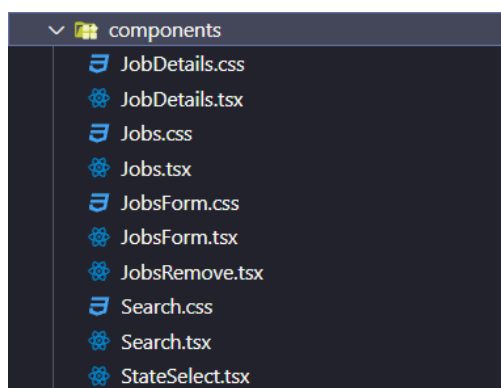 components
JobDetails.css
JobDetails.tsx
Jobs.css
Jobs.tsx
JobsForm.css
JobsForm.tsx
JobsRemove.tsx
Search.css
Search.tsx
StateSelect.tsx